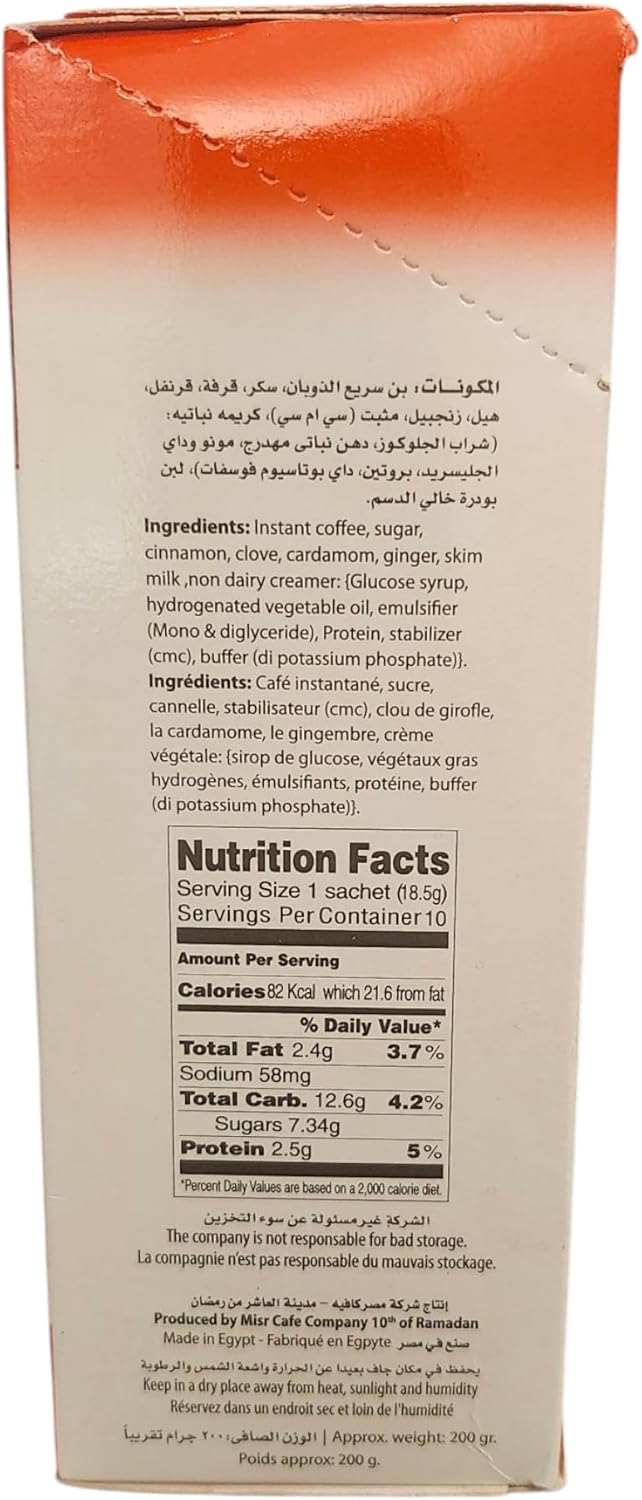 المكونـــات: بن سريع الذوبان، سكر، قرفة، قرنفل،
هيل، زنجبيل، مثبت (سي ام سي)، كريمه نباتيه:
(شراب الجلوكوز، دهن نباتى مهدرج، مونو وداي
الجليسريد، بروتين، داي بوتاسيوم فوسفات)، لبن
بودرة خالي الدسم.
Ingredients: Instant coffee, sugar,
cinnamon, clove, cardamom, ginger, skim
milk ,non dairy creamer: {Glucose syrup,
hydrogenated vegetable oil, emulsifier
(Mono & diglyceride), Protein, stabilizer
(cmc), buffer (di potassium phosphate)}.
Ingrédients: Café instantané, sucre,
cannelle, stabilisateur (cmc), clou de girofle,
la cardamome, le gingembre, crème
végétale: {sirop de glucose, végétaux gras
hydrogènes, émulsifiants, protéine, buffer
(di potassium phosphate)}.
Nutrition Facts
Serving Size 1 sachet (18.5g)
Servings Per Container 10
Amount Per Serving
Calories 82 Kcal which 21.6 from fat
% Daily Value*
Total Fat 2.4g 3.7%
Sodium 58mg
Total Carb. 12.6g 4.2%
Sugars 7.34g
Protein 2.5g 5%
*Percent Daily Values are based on a 2,000 calorie diet.
الشركة غير مسئولة عن سوء التخزين
The company is not responsible for bad storage.
La compagnie n'est pas responsable du mauvais stockage.
إنتاج شركة مصر كافيه – مدينة العاشر من رمضان
Produced by Misr Cafe Company 10th of Ramadan
Made in Egypt - Fabriqué en Egpyte صنع في مصر
يحفظ في مكان جاف بعيدا عن الحرارة واشعة الشمس والرطوبة
Keep in a dry place away from heat, sunlight and humidity
Réservez dans un endroit sec et loin de l'humidité
الوزن الصافى: ٢٠٠ جرام تقريباً | Approx. weight: 200 gr.
Poids approx: 200 g.